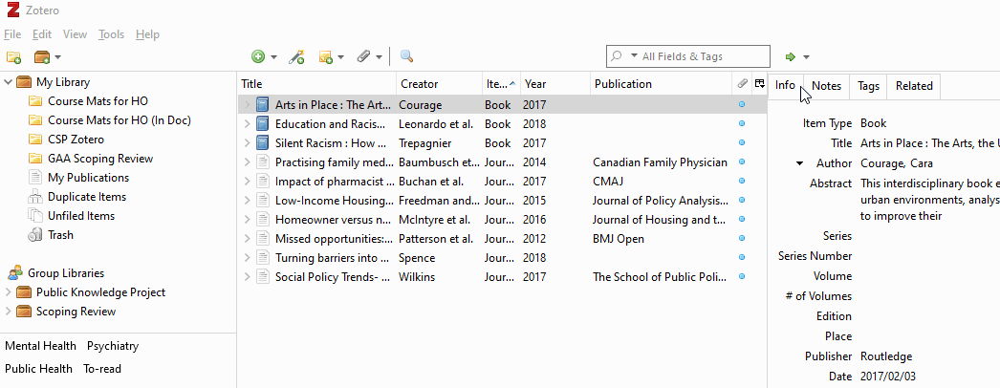 Zotero
File Edit View Tools Help
All Fields & Tags
My Library
Course Mats for HO
Course Mats for HO (In Doc)
CSP Zotero
GAA Scoping Review
My Publications
Duplicate Items
Unfiled Items
Trash
Group Libraries
Public Knowledge Project
Scoping Review
Mental Health Psychiatry
Public Health To-read
Title Creator Ite... Year Publication
Arts in Place : The Art... Courage Book 2017
Education and Racis... Leonardo et al. Book 2018
Silent Racism : How ... Trepagnier Book 2017
Practising family med... Baumbusch et... Jour... 2014 Canadian Family Physician
Impact of pharmacist ... Buchan et al. Jour... 2017 CMAJ
Low-Income Housing... Freedman and... Jour... 2015 Journal of Policy Analysis...
Homeowner versus n... McIntyre et al. Jour... 2016 Journal of Housing and t...
Missed opportunities:... Patterson et al. Jour... 2012 BMJ Open
Turning barriers into ... Spence Jour... 2018
Social Policy Trends- ... Wilkins Jour... 2017 The School of Public Poli...
Info Notes Tags Related
Item Type Book
Title Arts in Place : The Arts, the U
Author Courage, Cara
Abstract This interdisciplinary book e
urban environments, analys
to improve their
Series
Series Number
Volume
# of Volumes
Edition
Place
Publisher Routledge
Date 2017/02/03